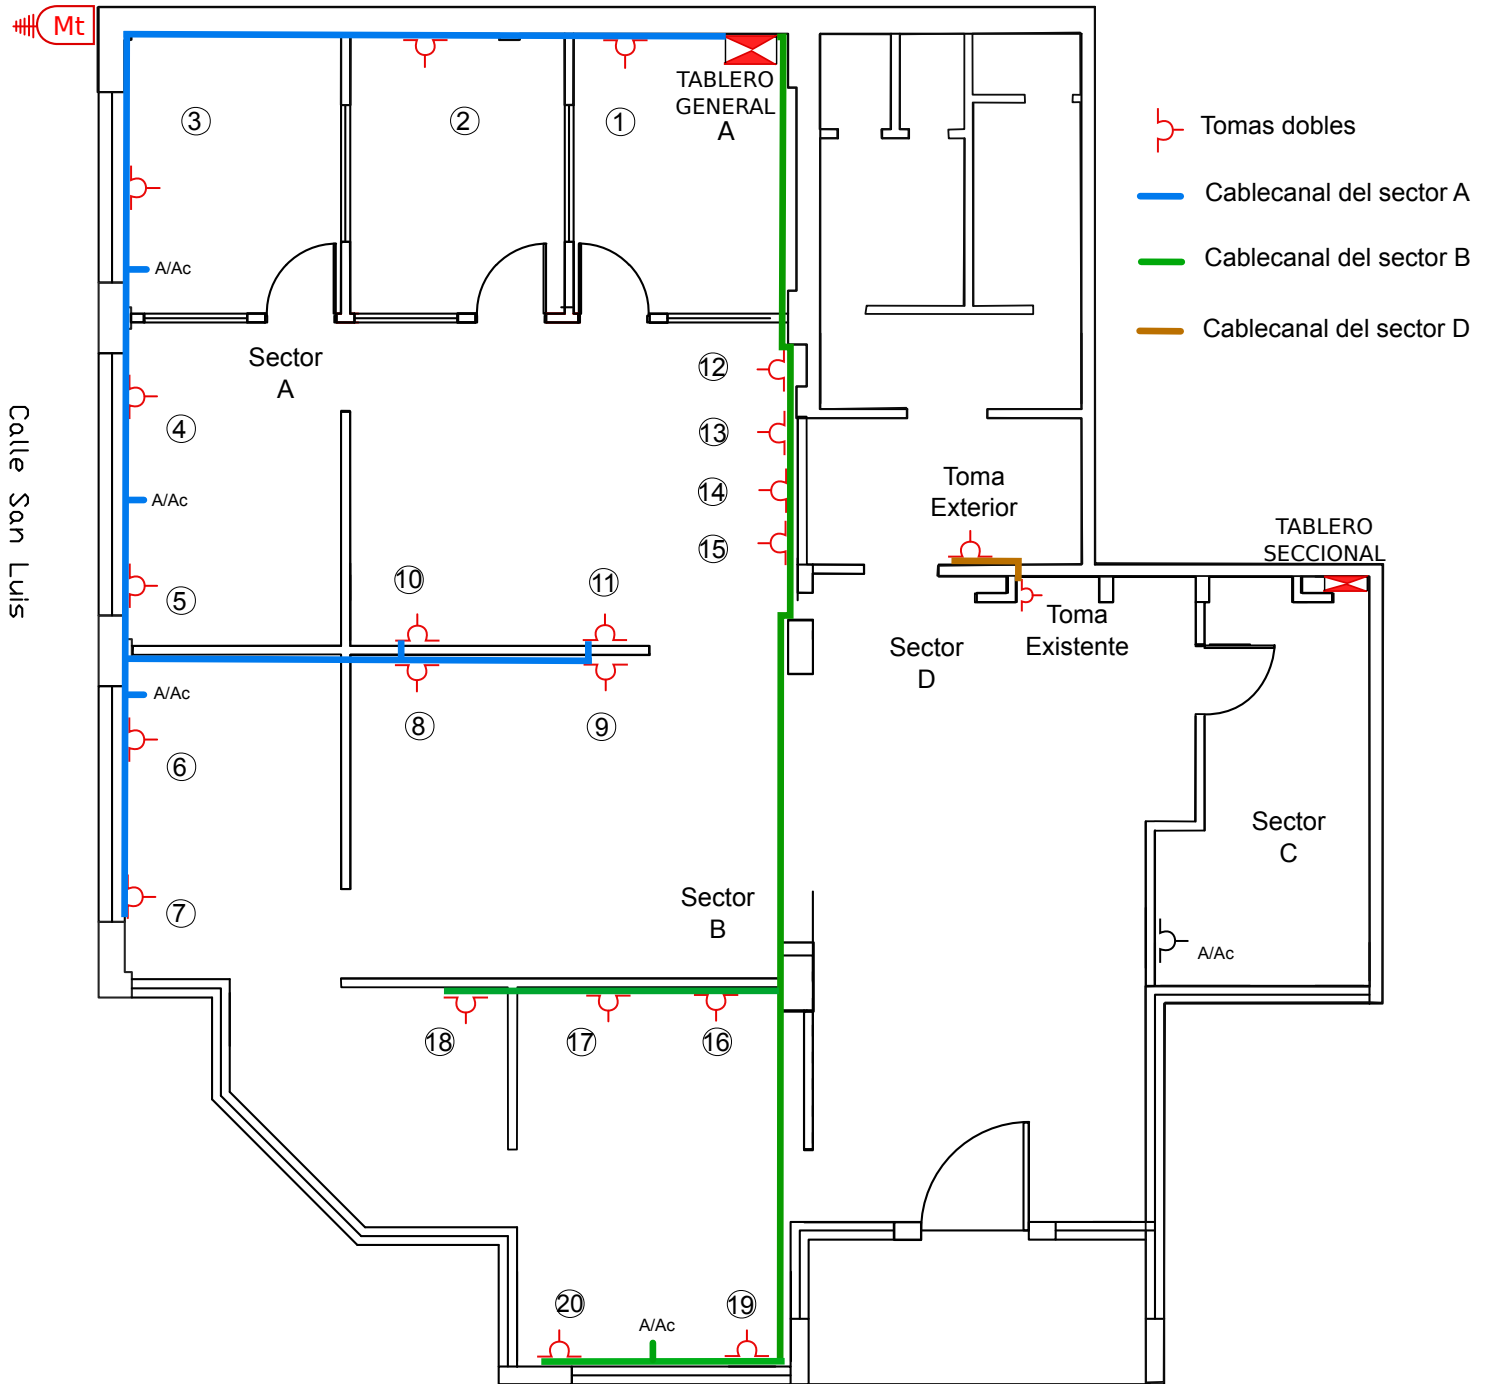 Mt
TABLERO
GENERAL
A
3
2
1
Tomas dobles
Cablecanal del sector A
Cablecanal del sector B
Cablecanal del sector D
A/Ac
Sector
A
12
4
13
Calle San Luis
A/Ac
14
15
Toma
Exterior
TABLERO
SECCIONAL
5
10
11
Toma
Existente
Sector
D
A/Ac
8
9
6
Sector
C
7
Sector
B
A/Ac
18
17
16
20
A/Ac
19